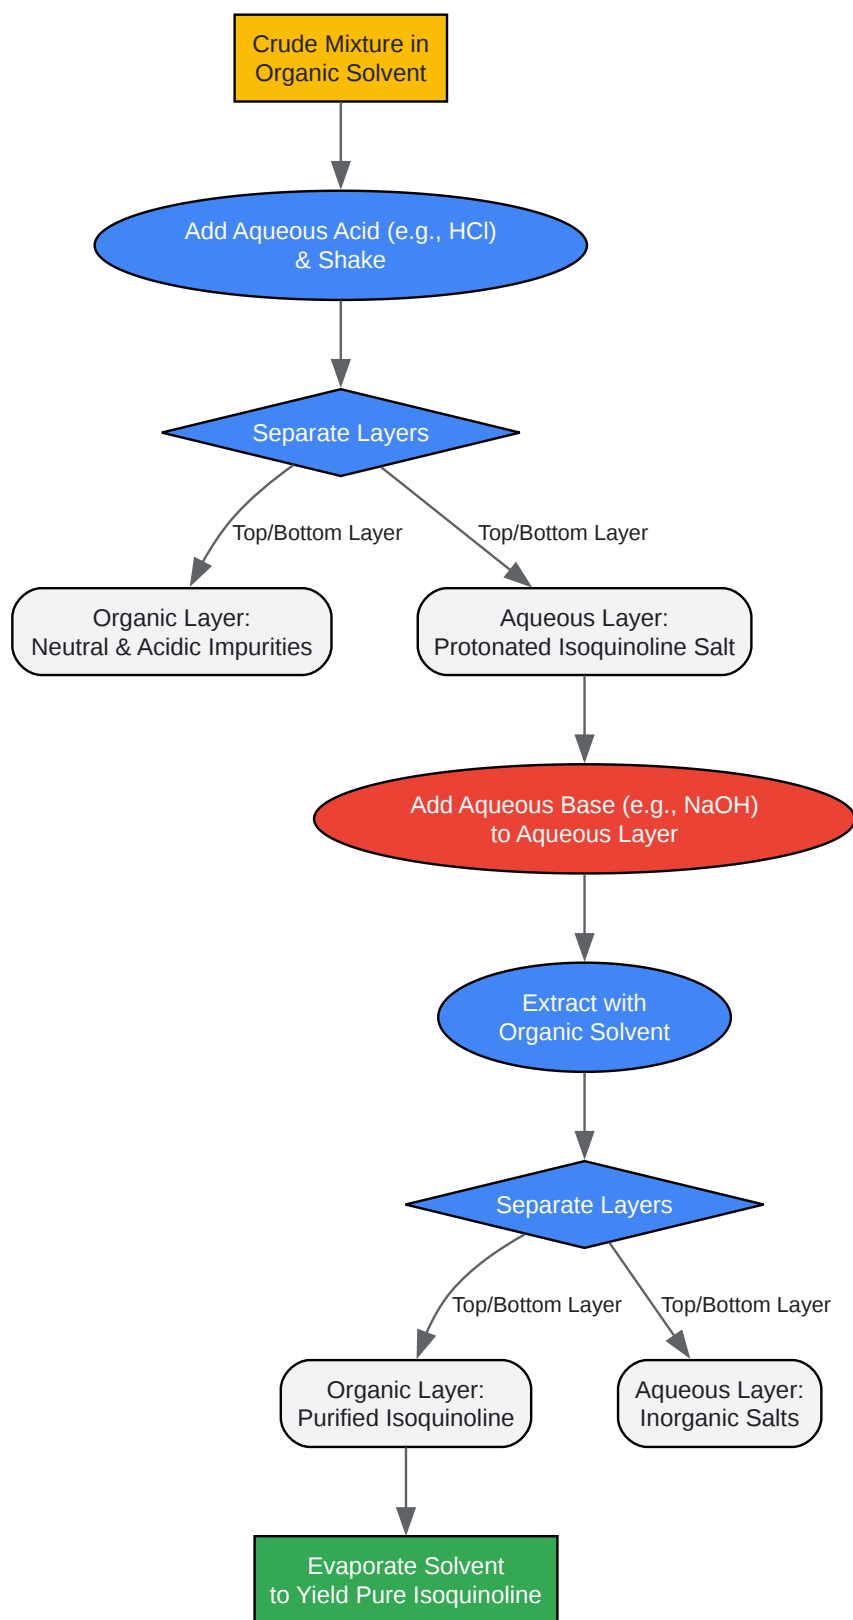 Crude Mixture in
Organic Solvent
Add Aqueous Acid (e.g., HCl)
& Shake
Separate Layers
Top/Bottom Layer
Top/Bottom Layer
Organic Layer:
Neutral & Acidic Impurities
Aqueous Layer:
Protonated Isoquinoline Salt
Add Aqueous Base (e.g., NaOH)
to Aqueous Layer
Extract with
Organic Solvent
Separate Layers
Top/Bottom Layer
Top/Bottom Layer
Organic Layer:
Purified Isoquinoline
Aqueous Layer:
Inorganic Salts
Evaporate Solvent
to Yield Pure Isoquinoline